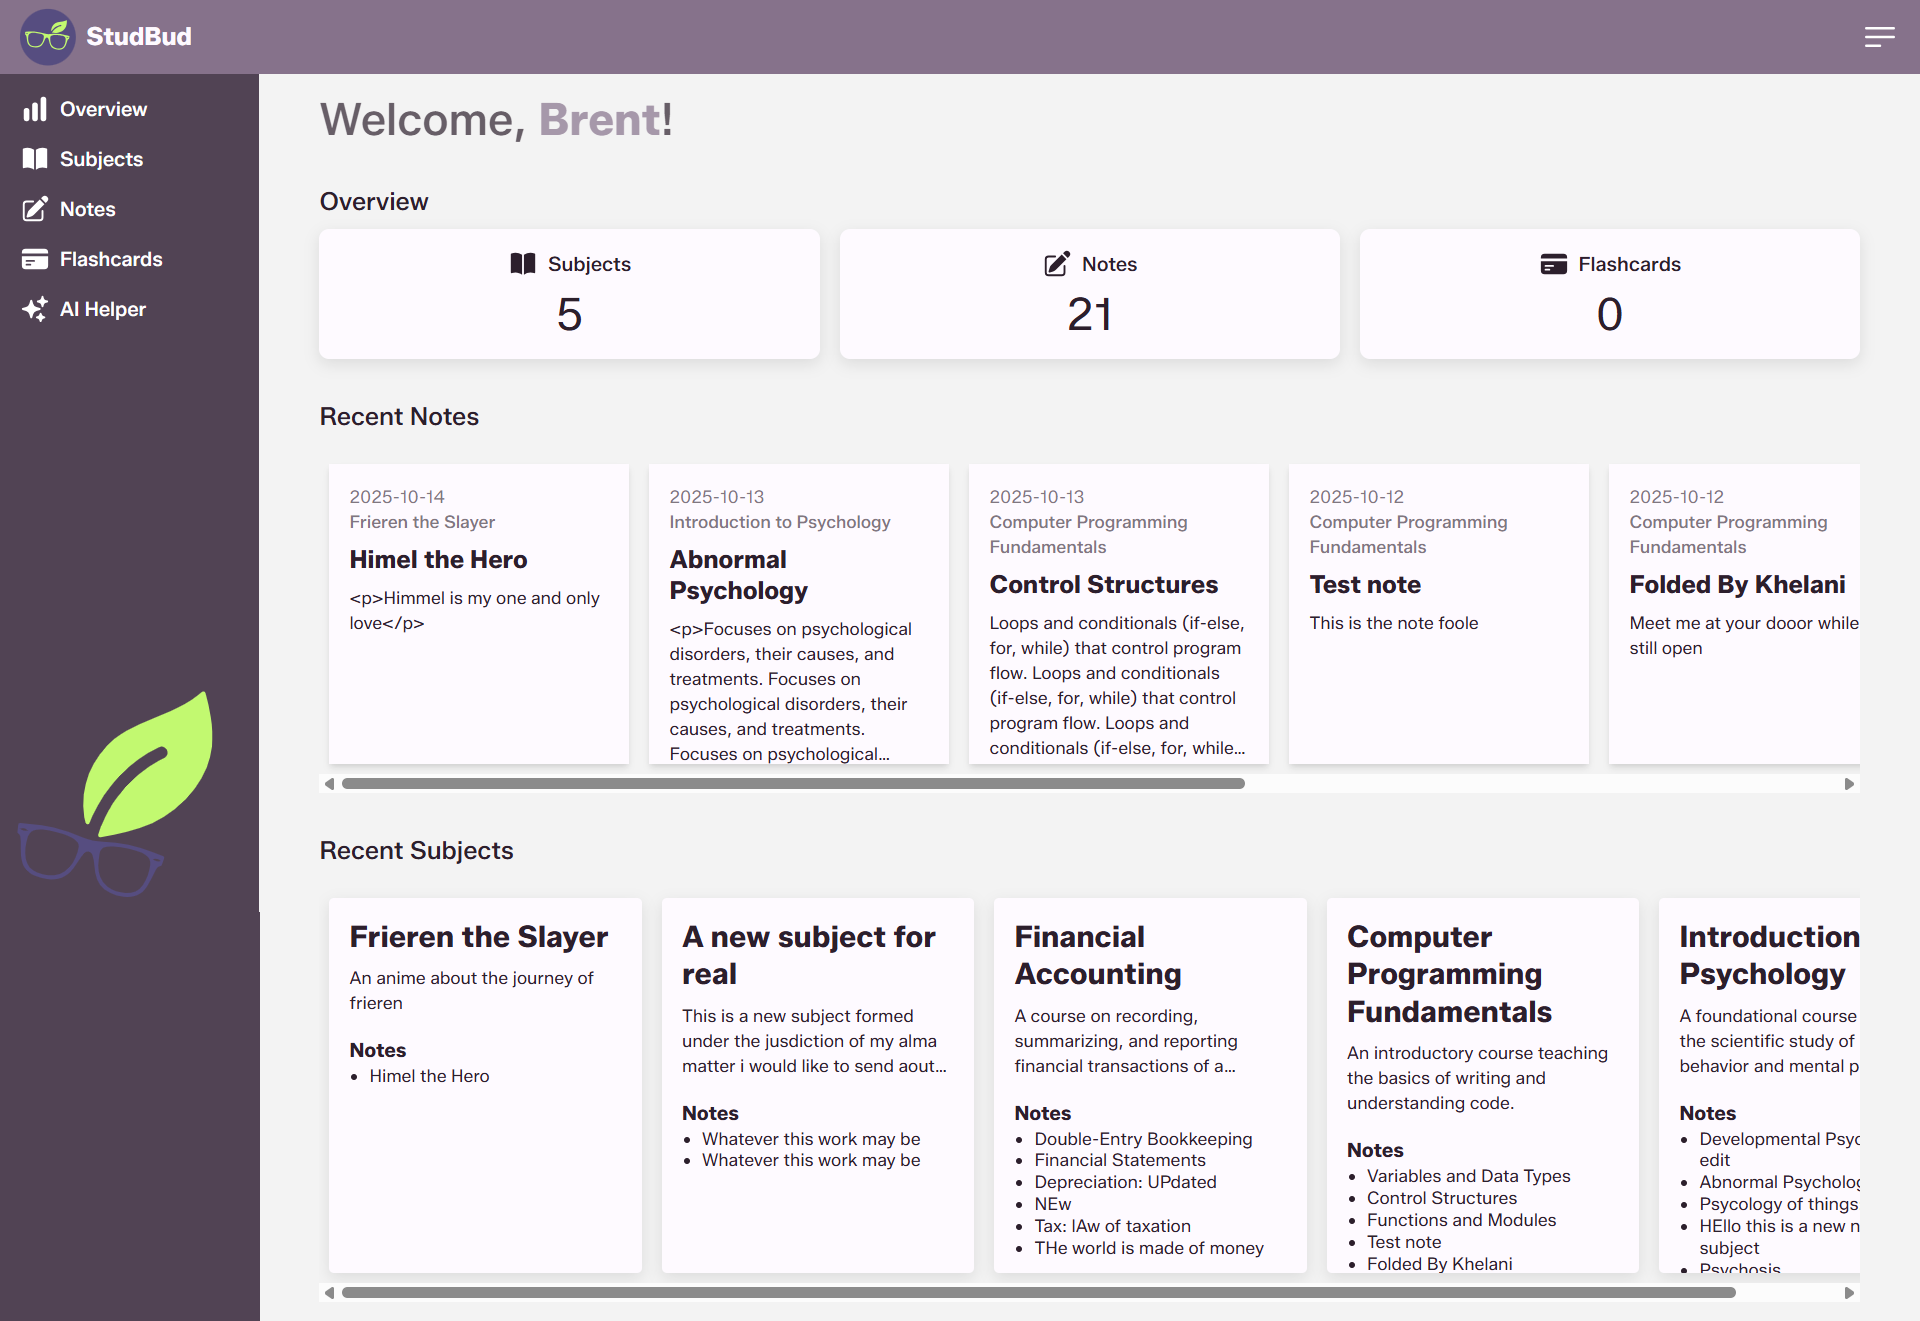 StudBud
Overview
Subjects
Notes
Flashcards
AI Helper
Welcome, Brent!
Overview
Subjects
5
Notes
21
Flashcards
0
Recent Notes
2025-10-14
Frieren the Slayer
Himel the Hero
<p>Himmel is my one and only
love</p>
2025-10-13
Introduction to Psychology
Abnormal
Psychology
<p>Focuses on psychological
disorders, their causes, and
treatments. Focuses on
psychological disorders, their
causes, and treatments.
Focuses on psychological...
2025-10-13
Computer Programming
Fundamentals
Control Structures
Loops and conditionals (if-else,
for, while) that control program
flow. Loops and conditionals
(if-else, for, while) that control
program flow. Loops and
conditionals (if-else, for, while...
2025-10-12
Computer Programming
Fundamentals
Test note
This is the note foole
2025-10-12
Computer Programming
Fundamentals
Folded By Khelani
Meet me at your dooor while
still open
Recent Subjects
Frieren the Slayer
An anime about the journey of
frieren
Notes
• Himel the Hero
A new subject for
real
This is a new subject formed
under the jusdiction of my alma
matter i would like to send aout...
Notes
• Whatever this work may be
• Whatever this work may be
Financial
Accounting
A course on recording,
summarizing, and reporting
financial transactions of a...
Notes
• Double-Entry Bookkeeping
• Financial Statements
• Depreciation: UPdated
• NEw
• Tax: lAw of taxation
• THe world is made of money
Computer
Programming
Fundamentals
An introductory course teaching
the basics of writing and
understanding code.
Notes
• Variables and Data Types
• Control Structures
• Functions and Modules
• Test note
• Folded By Khelani
Introduction
Psychology
A foundational course
the scientific study of
behavior and mental p
Notes
• Developmental Psyc
edit
• Abnormal Psycholog
• Psycology of things
• HEllo this is a new n
subject
• Psychosis